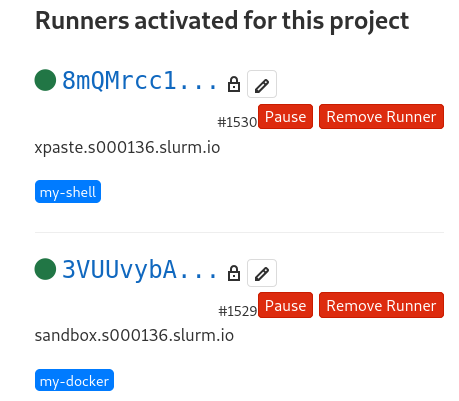 Runners activated for this project
8mQMrcc1...
#1530 Pause Remove Runner
xpaste.s000136.slurm.io
my-shell
3VUUvybA...
#1529 Pause Remove Runner
sandbox.s000136.slurm.io
my-docker